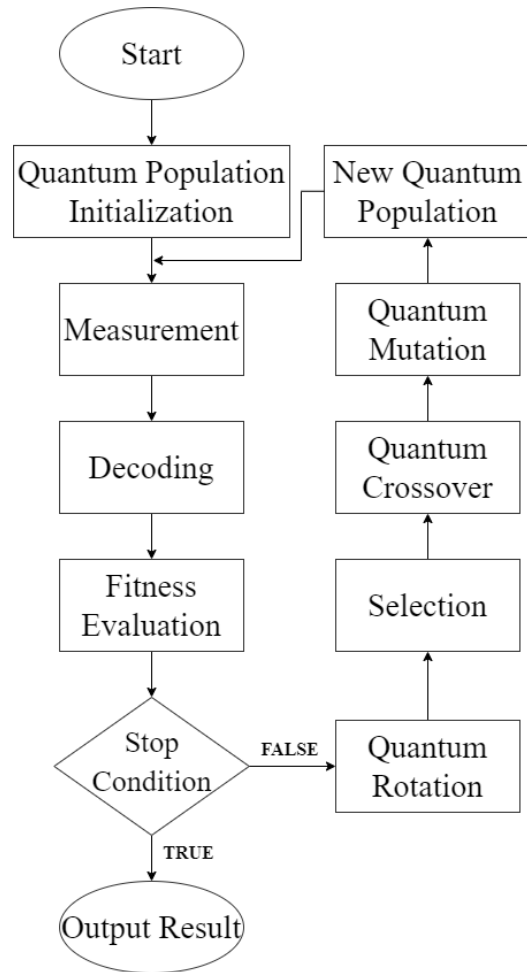 Start
Quantum Population
Initialization
Measurement
Decoding
Fitness
Evaluation
Stop
Condition
TRUE
Output Result
FALSE
Quantum
Rotation
Selection
Quantum
Crossover
Quantum
Mutation
New Quantum
Population